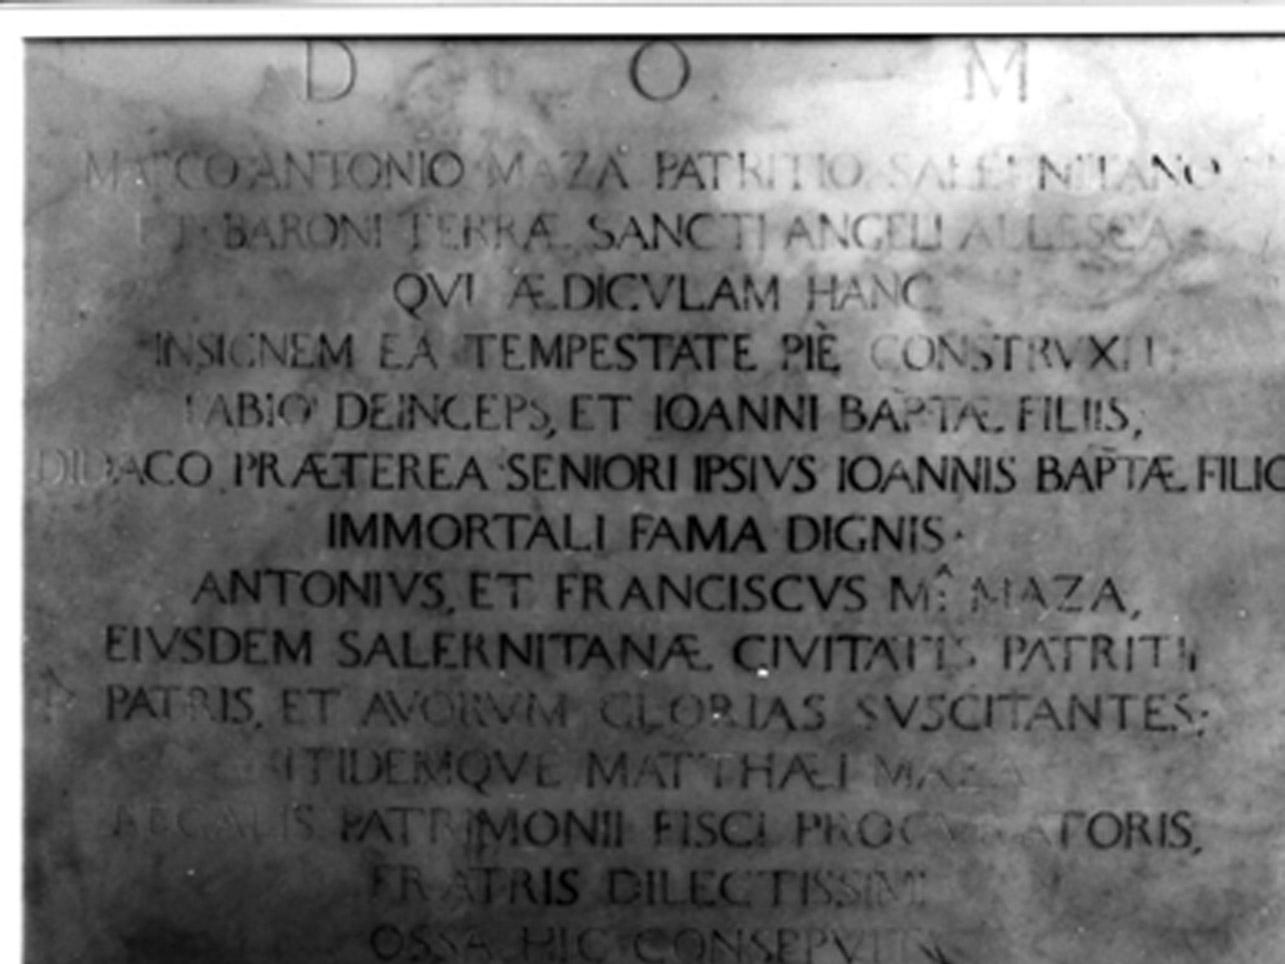 D O M
MARCO ANTONIO MAZA PATRITIO SALERNITANO
ET BARONI TERRÆ SANCTI ANGELI
QVI ÆDICVLAM HANC
INSIGNEM EA TEMPESTATE PIÈ CONSTRVXIT
FABIO DEINCEPS, ET IOANNI BAPTÆ FILIIS,
DIDACO PRÆTEREA SENIORI IPSIVS IOANNIS BAPTÆ FILIO
IMMORTALI FAMA DIGNIS.
ANTONIVS, ET FRANCISCVS M.ᴬ MAZA,
EIVSDEM SALERNITANÆ CIVITATIS PATRITII
PATRIS, ET AVORVM GLORIAS SVSCITANTES;
ITIDEMQVE MATTHÆI MAZA
REGALIS PATRIMONII FISCI PROCVRATORIS,
FRATRIS DILECTISSIMI
OSSA HIC